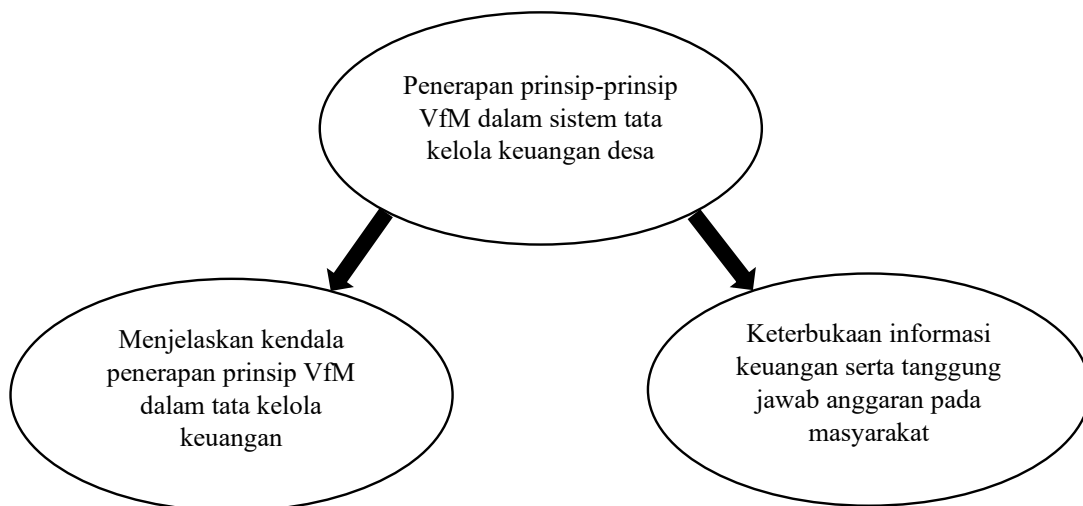 Penerapan prinsip-prinsip
VfM dalam sistem tata
kelola keuangan desa
Menjelaskan kendala
penerapan prinsip VfM
dalam tata kelola
keuangan
Keterbukaan informasi
keuangan serta tanggung
jawab anggaran pada
masyarakat